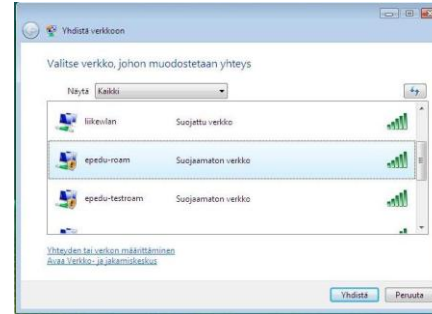 Yhdistä verkkoon
Valitse verkko, johon muodostetaan yhteys
Näytä Kaikki
liikewlan Suojattu verkko
epedu-roam Suojaamaton verkko
epedu-testroam Suojaamaton verkko
Yhteyden tai verkon määrittäminen
Avaa Verkko- ja jakamiskeskus
Yhdistä Peruuta